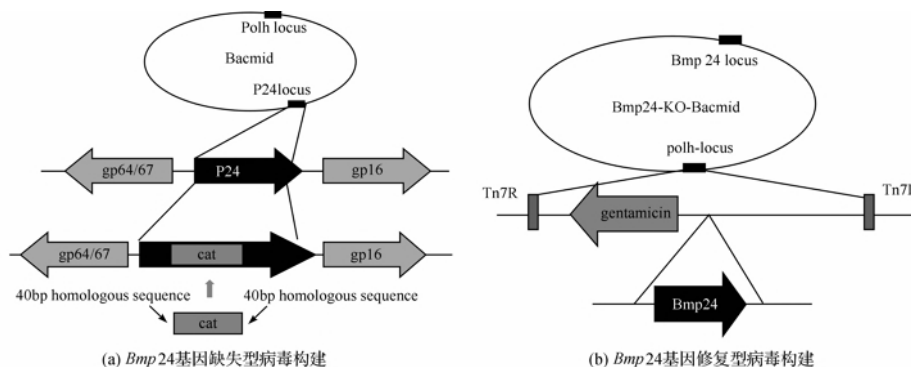 Polh locus
Bacmid
P24locus
gp64/67
P24
gp16
gp64/67
cat
gp16
40bp homologous sequence
40bp homologous sequence
cat
(a) Bmp24基因缺失型病毒构建
Bmp 24 locus
Bmp24-KO-Bacmid
polh-locus
Tn7R
Tn7l
gentamicin
Bmp24
(b) Bmp24基因修复型病毒构建